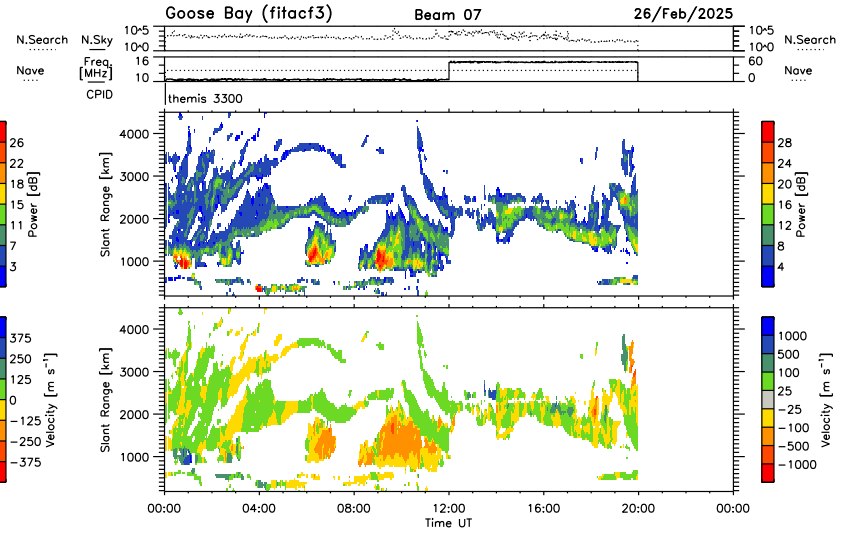 Goose Bay (fitacf3) Beam 07 26/Feb/2025
N.Search N.Sky 10^5 10^5 N.Search
10^0 10^0
Nave Freq. [MHz] 16 60 Nave
10 0
CPID themis 3300
Power [dB] 26 22 18 15 11 7 3
Slant Range [km] 4000 3000 2000 1000
Power [dB] 28 24 20 16 12 8 4
Velocity [m s⁻¹] 375 250 125 0 −125 −250 −375
Slant Range [km] 4000 3000 2000 1000
Velocity [m s⁻¹] 1000 500 100 25 −25 −100 −500 −1000
00:00 04:00 08:00 12:00 16:00 20:00 00:00
Time UT